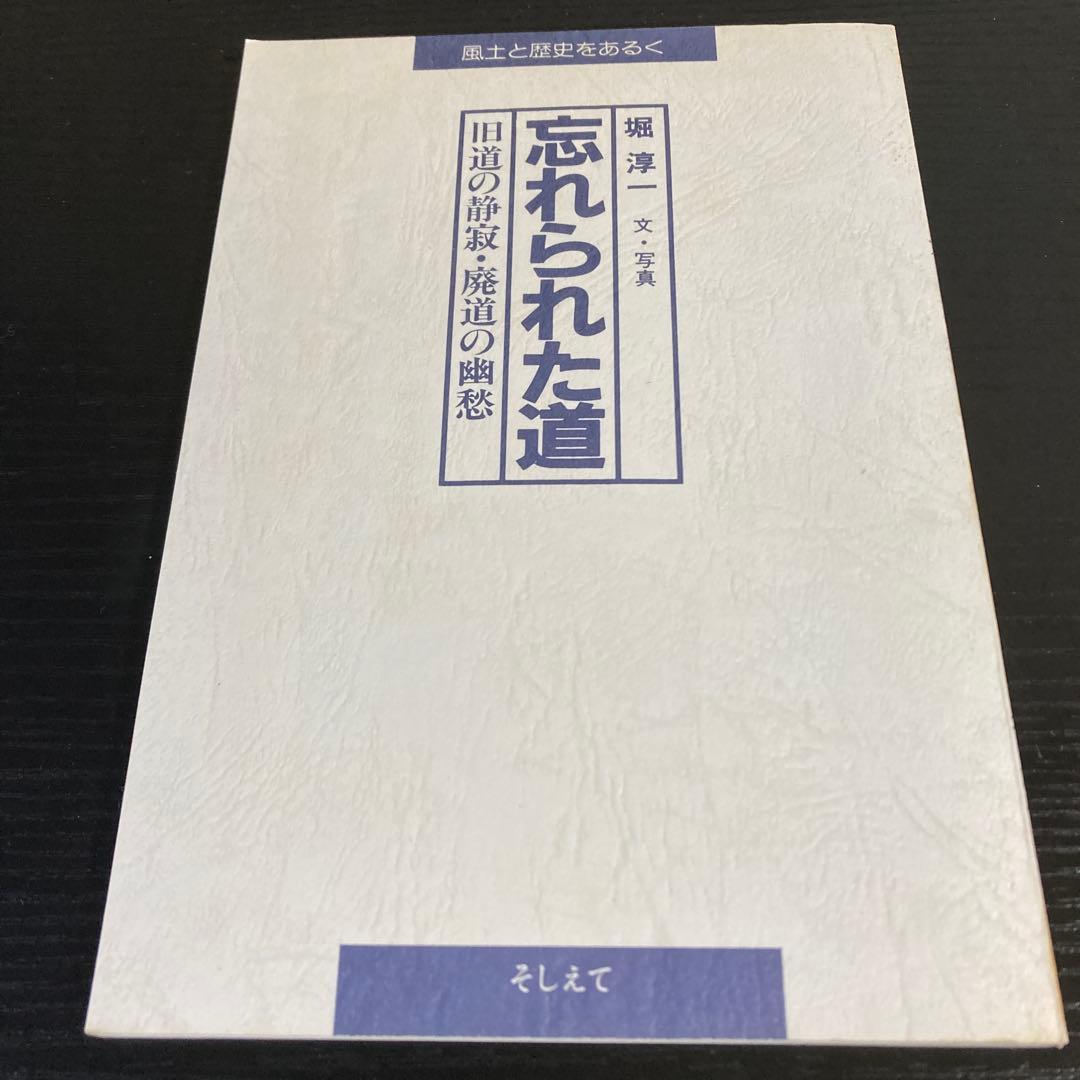 風土と歴史をあるく
堀 淳一 文・写真
忘れられた道
旧道の静寂・廃道の幽愁
そしえて